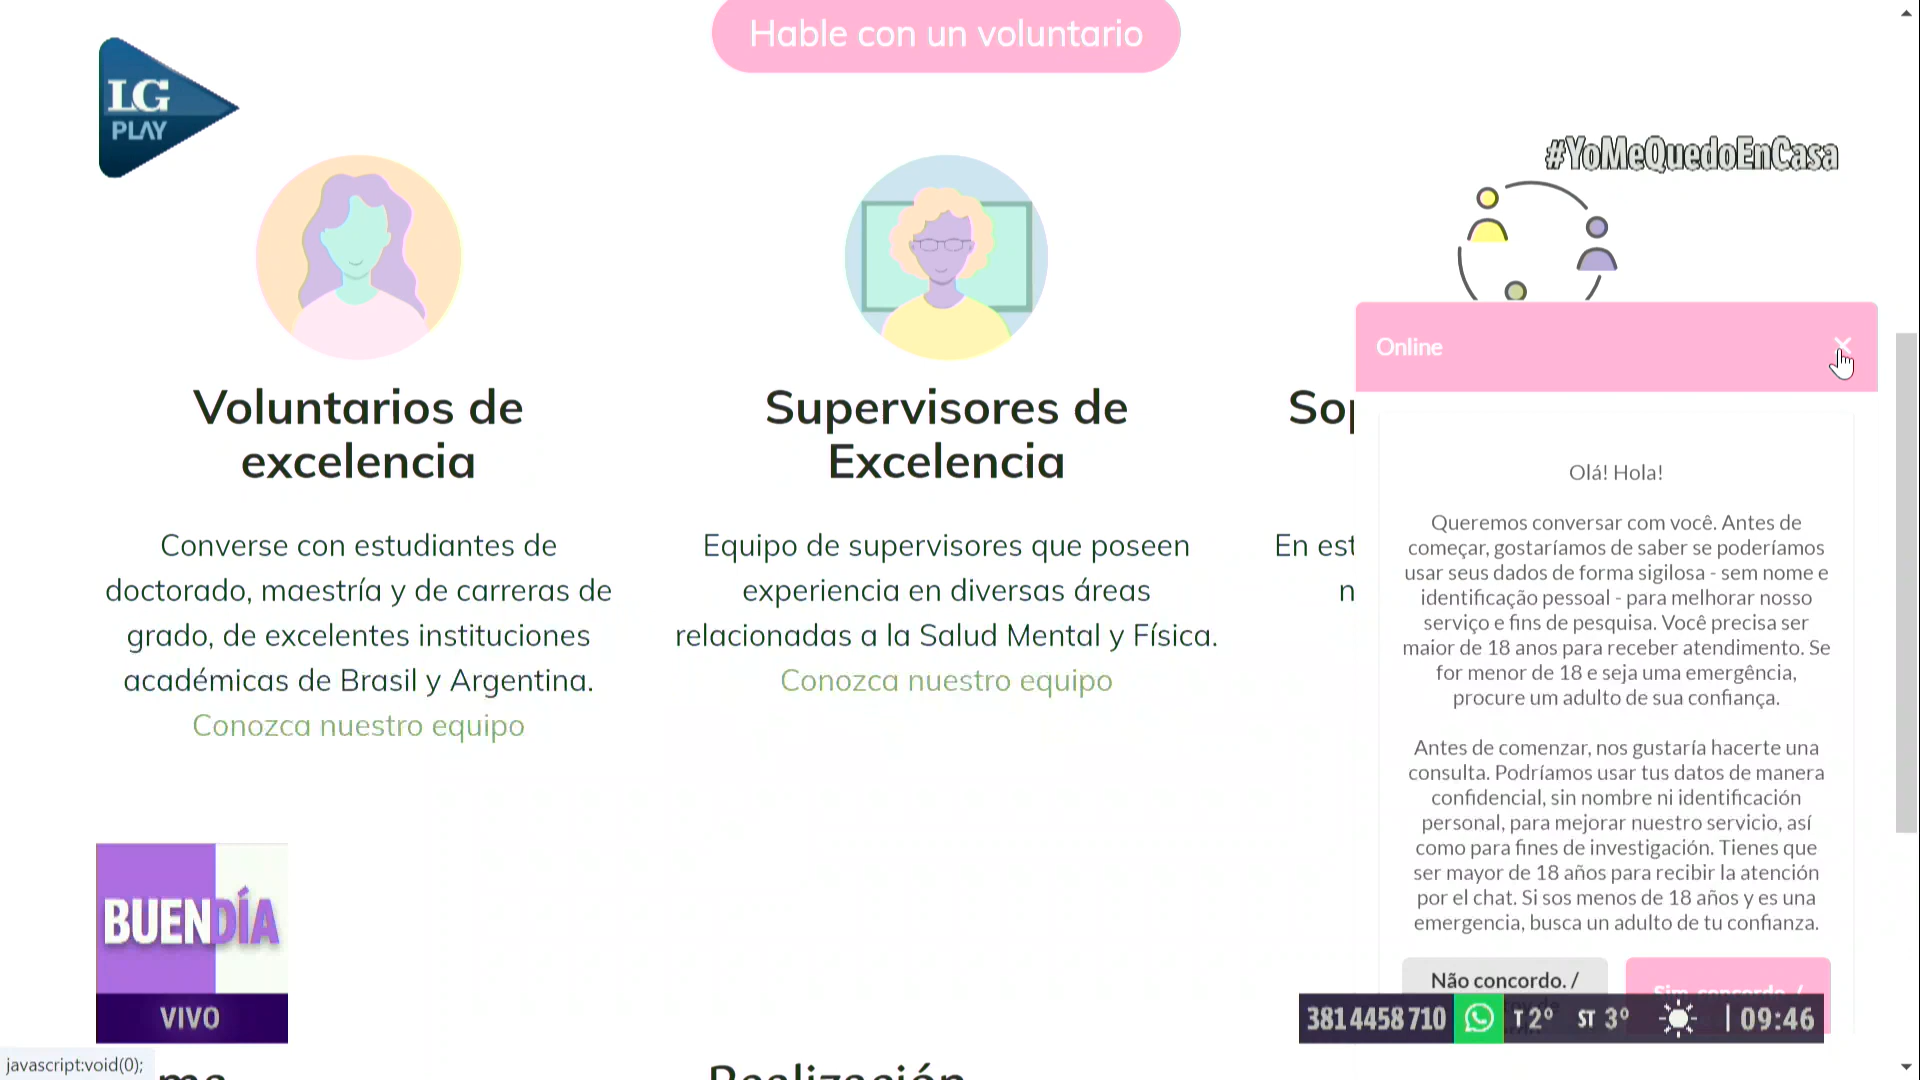 Hable con un voluntario
LG
PLAY
#YoMeQuedoEnCasa
Voluntarios de
excelencia
Converse con estudiantes de
doctorado, maestría y de carreras de
grado, de excelentes instituciones
académicas de Brasil y Argentina.
Conozca nuestro equipo
Supervisores de
Excelencia
Equipo de supervisores que poseen
experiencia en diversas áreas
relacionadas a la Salud Mental y Física.
Conozca nuestro equipo
En
Online
Olá! Hola!
Queremos conversar com você. Antes de
começar, gostaríamos de saber se poderíamos
usar seus dados de forma sigilosa - sem nome e
identificação pessoal - para melhorar nosso
serviço e fins de pesquisa. Você precisa ser
maior de 18 anos para receber atendimento. Se
for menor de 18 e seja uma emergência,
procure um adulto de sua confiança.
Antes de comenzar, nos gustaría hacerte una
consulta. Podríamos usar tus datos de manera
confidencial, sin nombre ni identificación
personal, para mejorar nuestro servicio, así
como para fines de investigación. Tienes que
ser mayor de 18 años para recibir la atención
por el chat. Si sos menos de 18 años y es una
emergencia, busca un adulto de tu confianza.
Não concordo. /
Sim, concordo. /
BUENDÍA
VIVO
381 4458 710 T 2º ST 3º | 09:46
javascript:void(0);
Realización